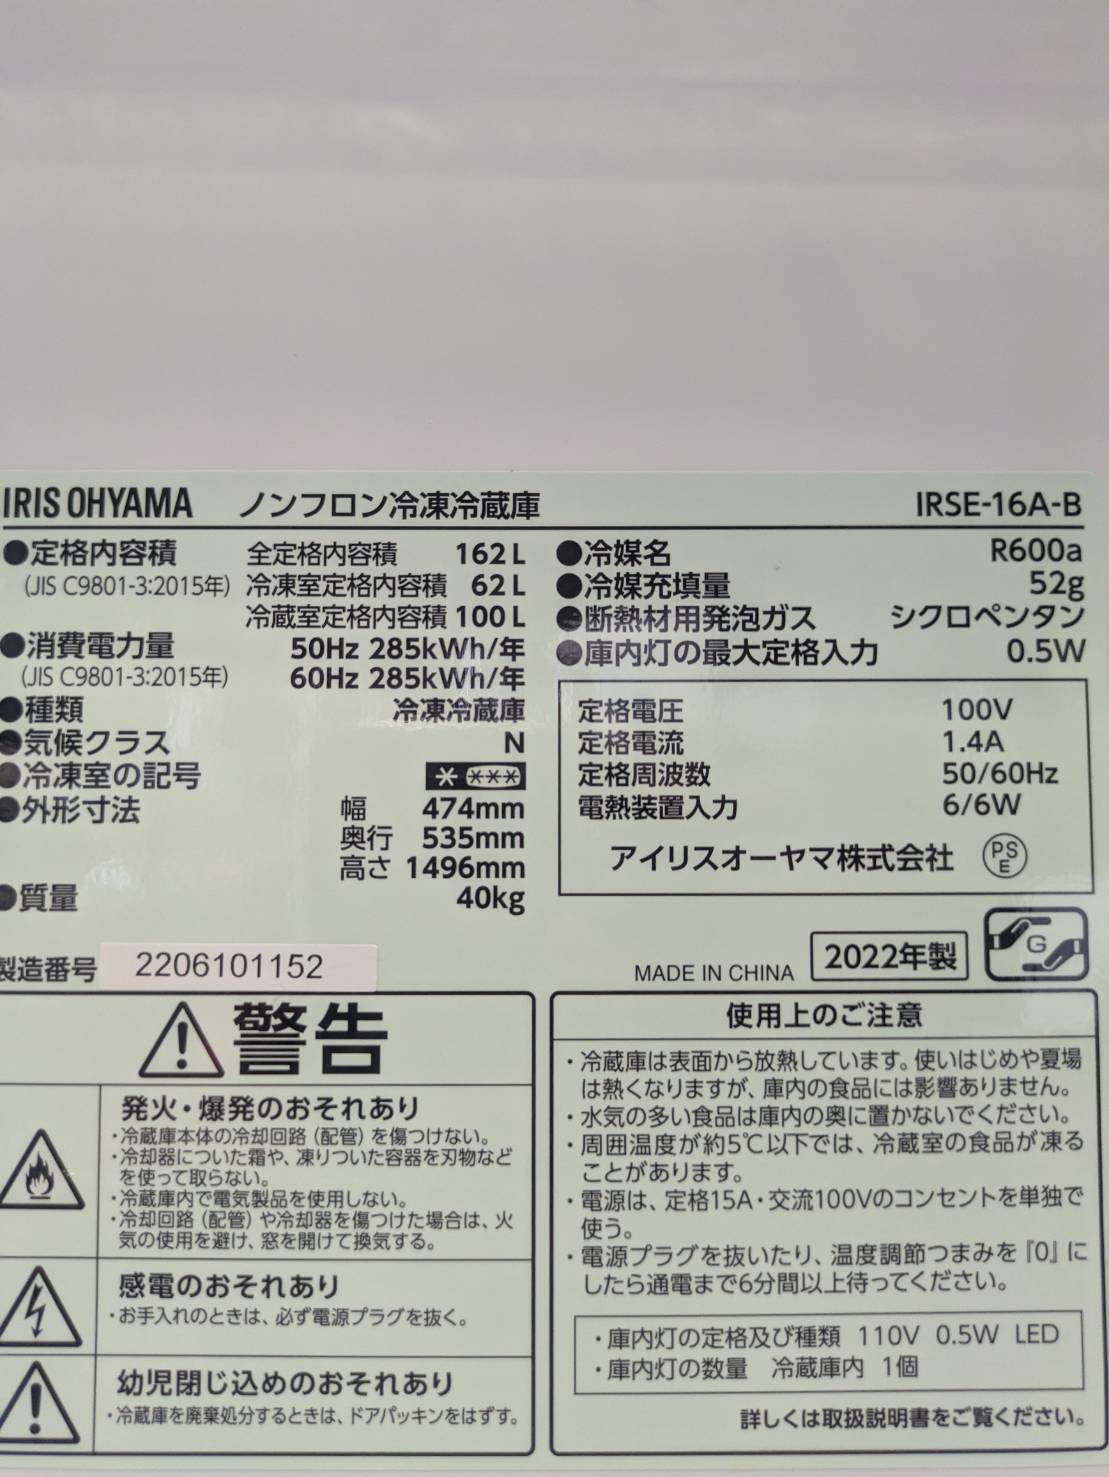 IRIS OHYAMA ノンフロン冷凍冷蔵庫 IRSE-16A-B
●定格内容積 全定格内容積 162L
(JIS C9801-3:2015年) 冷凍室定格内容積 62L
冷蔵室定格内容積 100L
●消費電力量 50Hz 285kWh/年
(JIS C9801-3:2015年) 60Hz 285kWh/年
●種類 冷凍冷蔵庫
●気候クラス N
●冷凍室の記号
●外形寸法 幅 474mm
奥行 535mm
高さ 1496mm
●質量 40kg
製造番号 2206101152
●冷媒名 R600a
●冷媒充填量 52g
●断熱材用発泡ガス シクロペンタン
●庫内灯の最大定格入力 0.5W
定格電圧 100V
定格電流 1.4A
定格周波数 50/60Hz
電熱装置入力 6/6W
アイリスオーヤマ株式会社 PSE
MADE IN CHINA 2022年製 G
警告
発火・爆発のおそれあり
・冷蔵庫本体の冷却回路(配管)を傷つけない。
・冷却器についた霜や、凍りついた容器を刃物など
を使って取らない。
・冷蔵庫内で電気製品を使用しない。
・冷却回路(配管)や冷却器を傷つけた場合は、火
気の使用を避け、窓を開けて換気する。
感電のおそれあり
・お手入れのときは、必ず電源プラグを抜く。
幼児閉じ込めのおそれあり
・冷蔵庫を廃棄処分するときは、ドアパッキンをはずす。
使用上のご注意
・冷蔵庫は表面から放熱しています。使いはじめや夏場
は熱くなりますが、庫内の食品には影響ありません。
・水気の多い食品は庫内の奥に置かないでください。
・周囲温度が約5℃以下では、冷蔵室の食品が凍る
ことがあります。
・電源は、定格15A・交流100Vのコンセントを単独で
使う。
・電源プラグを抜いたり、温度調節つまみを『0』に
したら通電まで6分間以上待ってください。
・庫内灯の定格及び種類 110V 0.5W LED
・庫内灯の数量 冷蔵庫内 1個
詳しくは取扱説明書をご覧ください。